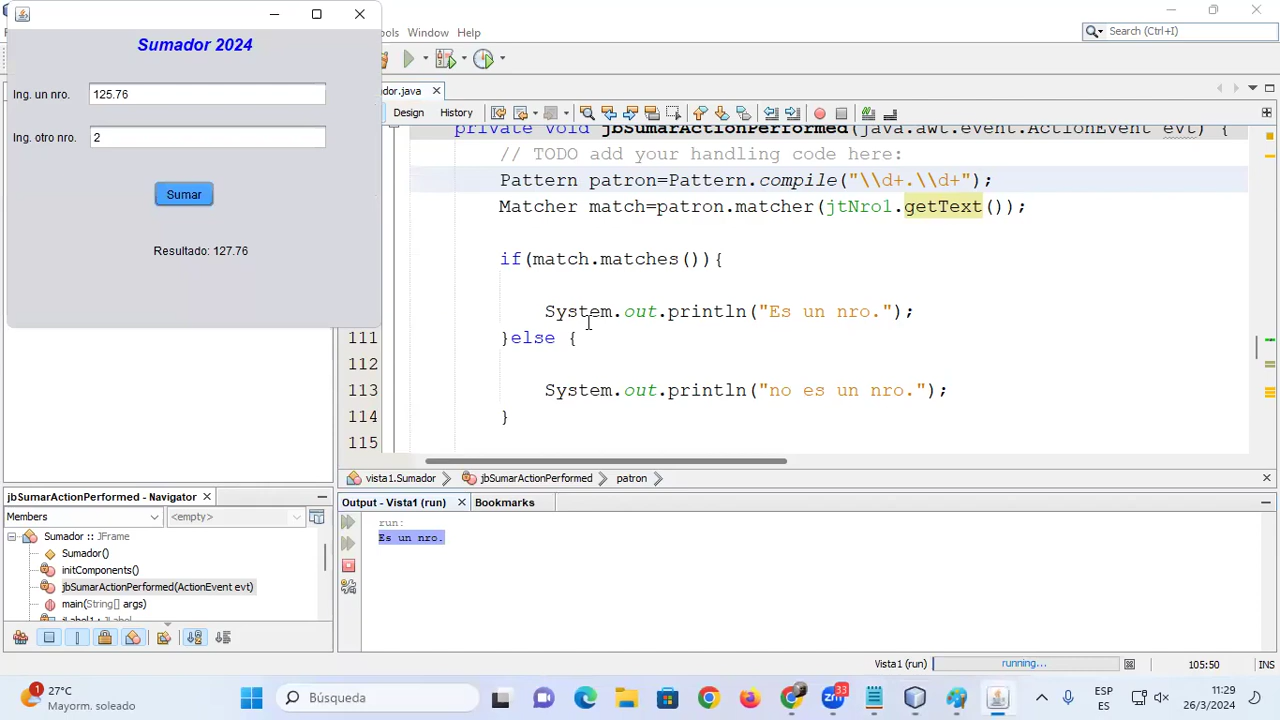 Sumador 2024
Ing. un nro. 125.76
Ing. otro nro. 2
Sumar
Resultado: 127.76
Window Help
Search (Ctrl+I)
ador.java
Design History
private void jbSumarActionPerformed(java.awt.event.ActionEvent evt) {
// TODO add your handling code here:
Pattern patron=Pattern.compile("\\d+.\\d+");
Matcher match=patron.matcher(jtNro1.getText());
if(match.matches()){
System.out.println("Es un nro.");
111 }else {
112
113 System.out.println("no es un nro.");
114 }
115
vista1.Sumador jbSumarActionPerformed patron
jbSumarActionPerformed - Navigator
Members <empty>
Sumador :: JFrame
Sumador()
initComponents()
jbSumarActionPerformed(ActionEvent evt)
main(String[] args)
Output - Vista1 (run) Bookmarks
run:
Es un nro.
Vista1 (run) running... 105:50 INS
1 27°C
Mayorm. soleado
Búsqueda
33
ESP
ES
11:29
26/3/2024